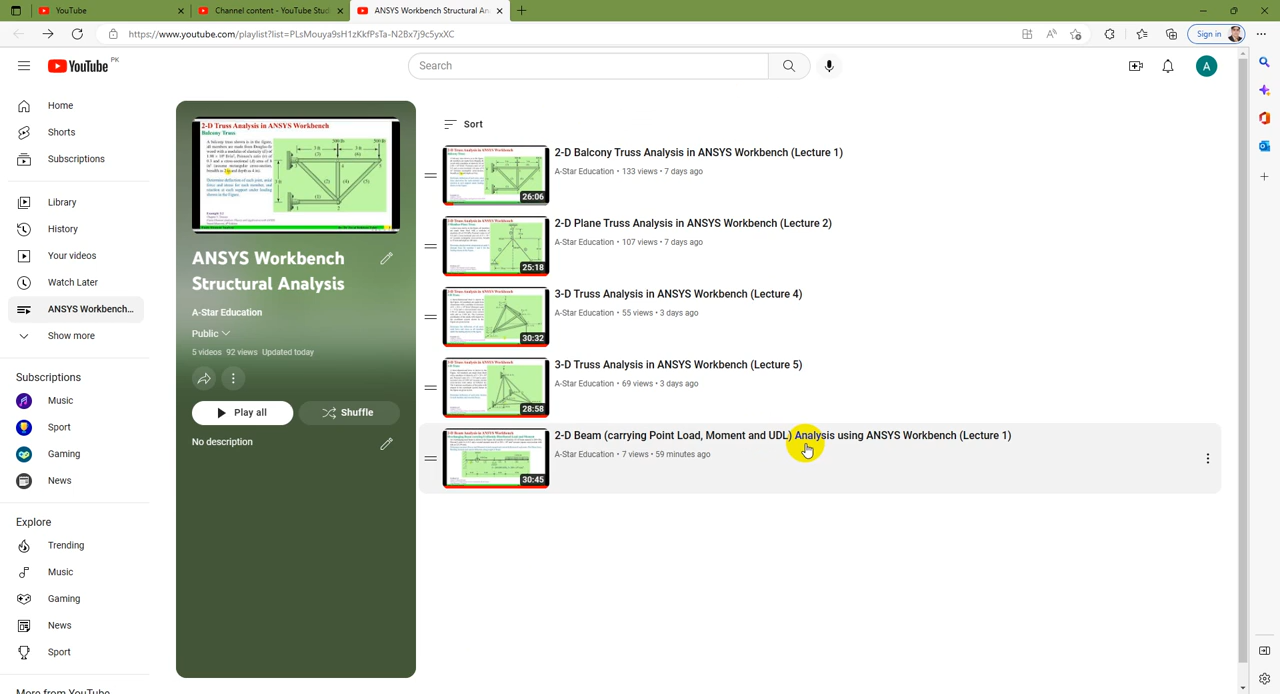 YouTube
Channel content - YouTube Stud
ANSYS Workbench Structural An
https://www.youtube.com/playlist?list=PLsMouya9sH1zKkfPsTa-N2Bx7j9c5yxXC
Sign in
YouTube PK
Search
A
Home
Shorts
Subscriptions
Library
History
Your videos
Watch Later
ANSYS Workbench...
Show more
Subscriptions
Music
Sport
Gaming
News
Explore
Trending
Music
Gaming
News
Sport
More from YouTube
2-D Truss Analysis in ANSYS Workbench
Balcony Truss
ANSYS Workbench
Structural Analysis
A-Star Education
Public
5 videos 92 views Updated today
Play all
Shuffle
No description
Sort
26:06
2-D Balcony Truss Analysis in ANSYS Workbench (Lecture 1)
A-Star Education • 133 views • 7 days ago
25:18
2-D Plane Truss Analysis in ANSYS Workbench (Lecture 2)
A-Star Education • 107 views • 7 days ago
30:32
3-D Truss Analysis in ANSYS Workbench (Lecture 4)
A-Star Education • 55 views • 3 days ago
28:58
3-D Truss Analysis in ANSYS Workbench (Lecture 5)
A-Star Education • 69 views • 3 days ago
30:45
2-D Beam (carrying Point Load, Moment and UDL) Analysis using ANSYS Workbench (Lecture 1)
A-Star Education • 7 views • 59 minutes ago